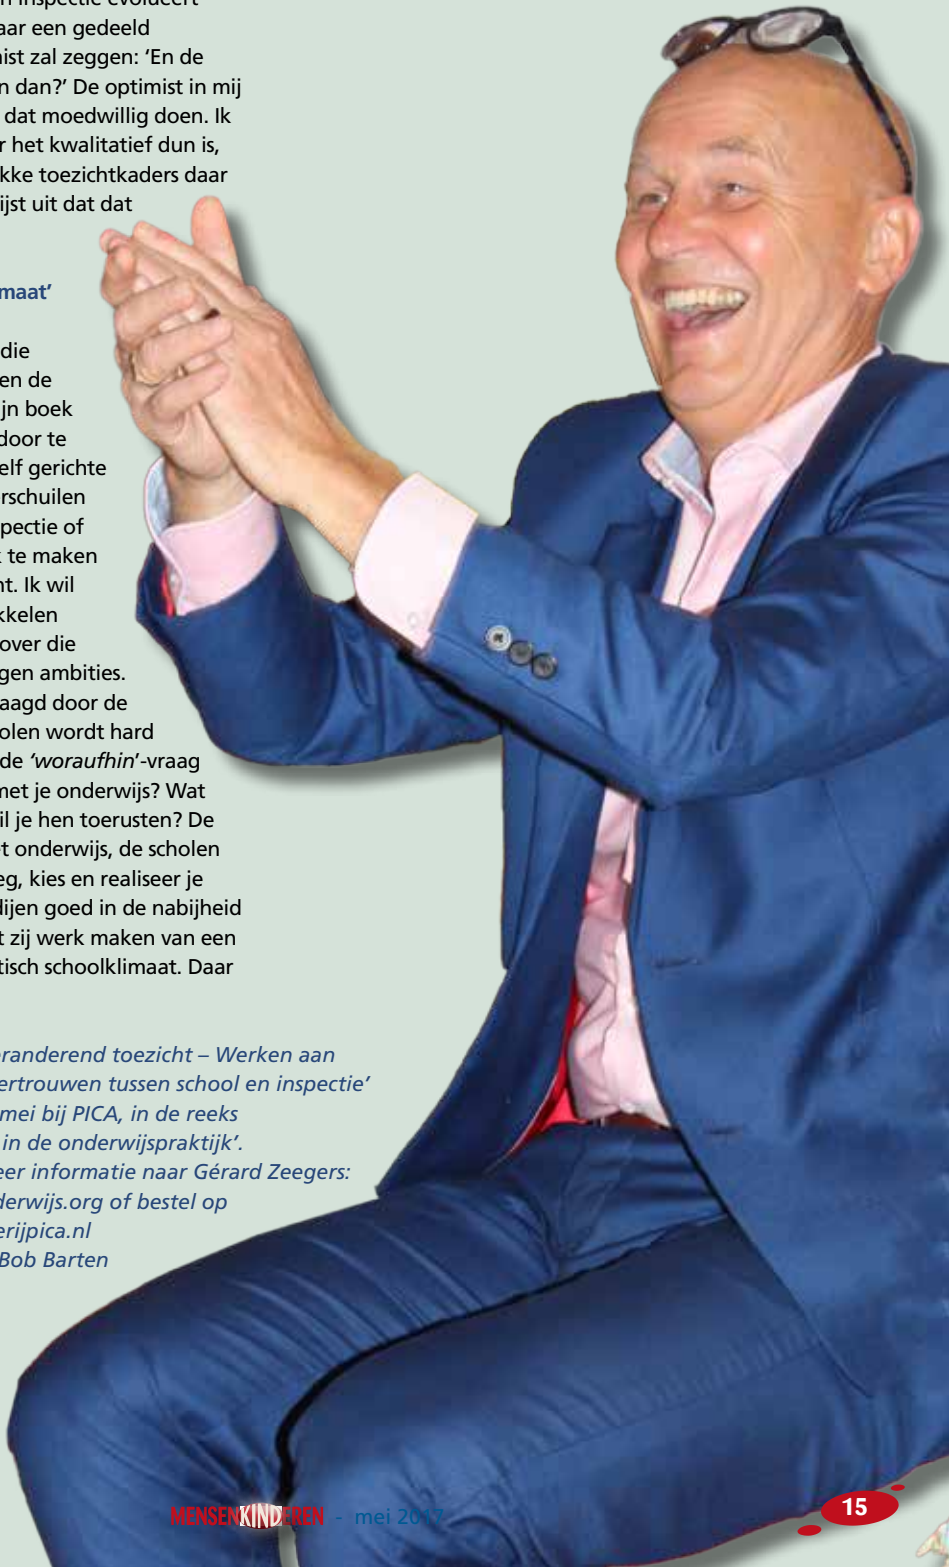 inspectie evolueert
aar een gedeeld
ist zal zeggen: ‘En de
n dan?’ De optimist in mij
dat moedwillig doen. Ik
r het kwalitatief dun is,
kke toezichtkaders daar
ijst uit dat dat
maat’
die
en de
ijn boek
door te
elf gerichte
rschuilen
pectie of
k te maken
nt. Ik wil
kkelen
over die
gen ambities.
aagd door de
olen wordt hard
de ‘woraufhin’-vraag
met je onderwijs? Wat
il je hen toerusten? De
et onderwijs, de scholen
eg, kies en realiseer je
dijen goed in de nabijheid
t zij werk maken van een
tisch schoolklimaat. Daar
eranderend toezicht – Werken aan
ertrouwen tussen school en inspectie’
mei bij PICA, in de reeks
in de onderwijspraktijk’.
eer informatie naar Gérard Zeegers:
derwijs.org of bestel op
erijpica.nl
Bob Barten
MENSENKINDEREN - mei 2017
15